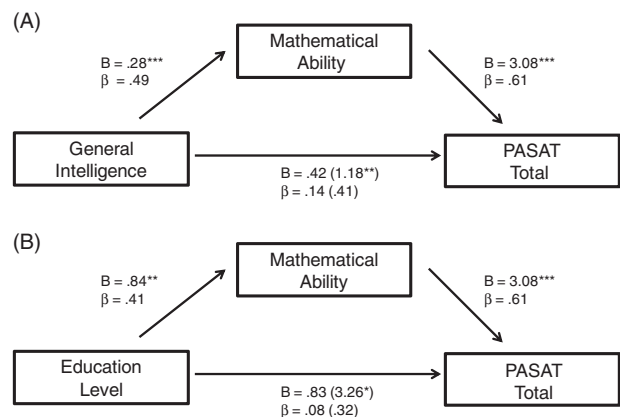 (A)
Mathematical
Ability
B = .28***
β = .49
B = 3.08***
β = .61
General
Intelligence
PASAT
Total
B = .42 (1.18**)
β = .14 (.41)
(B)
Mathematical
Ability
B = .84**
β = .41
B = 3.08***
β = .61
Education
Level
PASAT
Total
B = .83 (3.26*)
β = .08 (.32)